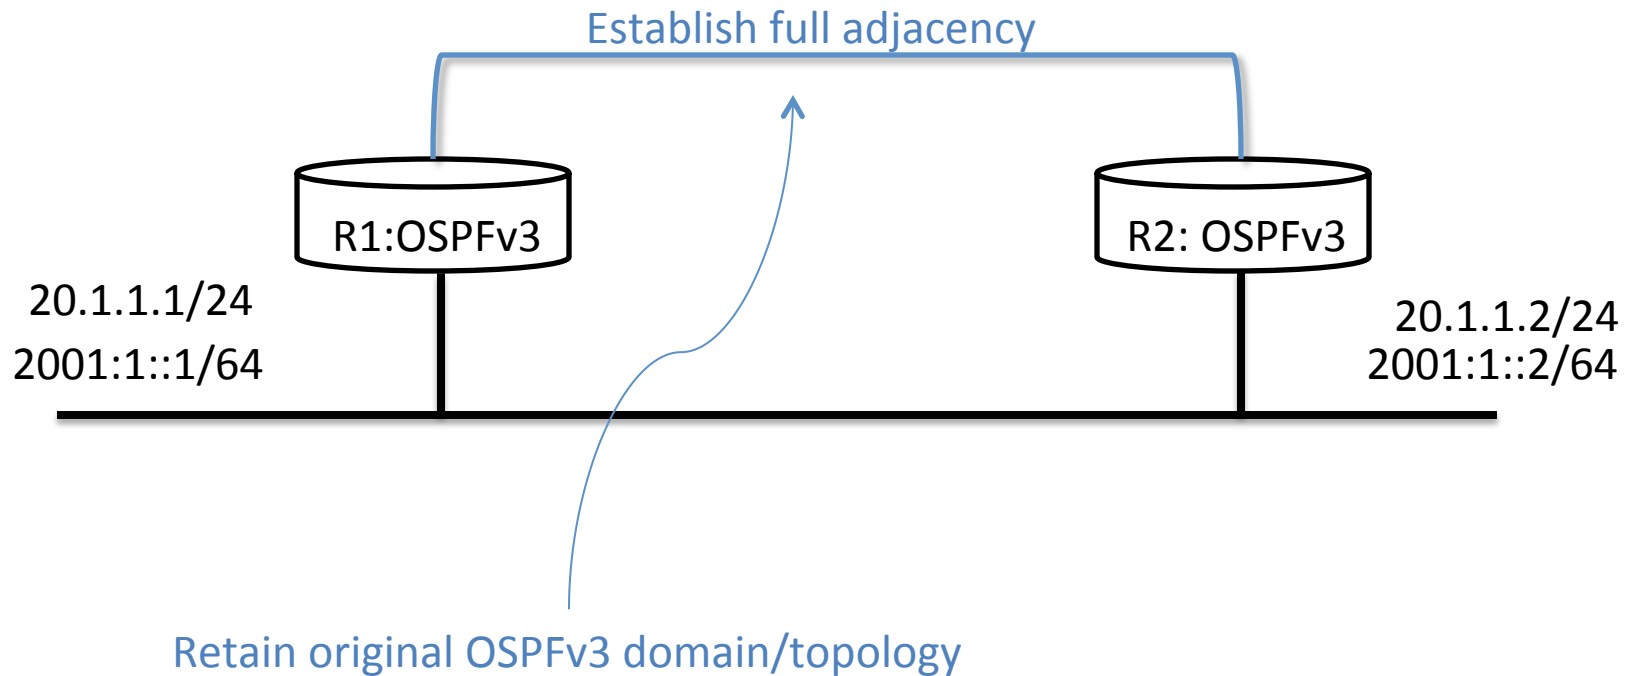 Establish full adjacency
R1:OSPFv3
R2: OSPFv3
20.1.1.1/24
2001:1::1/64
20.1.1.2/24
2001:1::2/64
Retain original OSPFv3 domain/topology